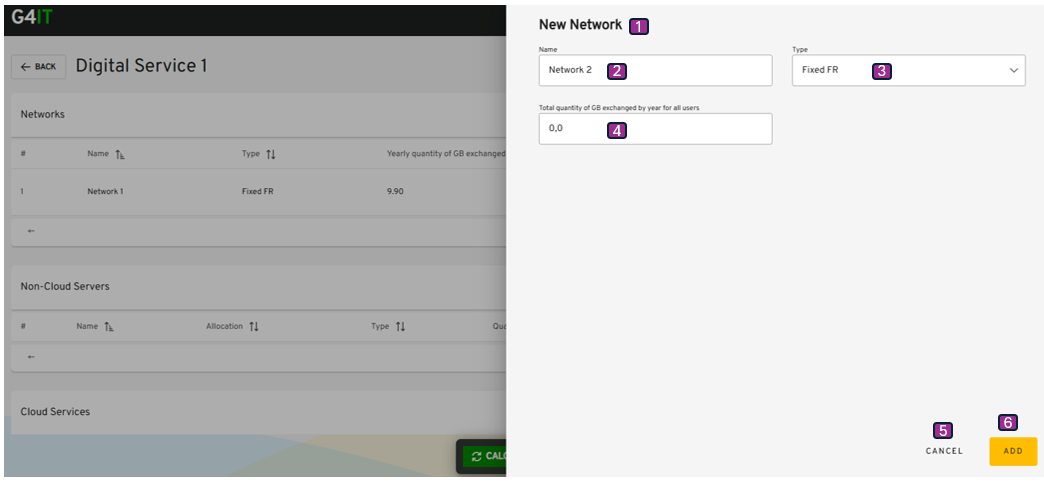 G4IT
← BACK
Digital Service 1
Networks
# Name Type Yearly quantity of GB exchanged
1 Network 1 Fixed FR 9.90
←
Non-Cloud Servers
# Name Allocation Type
←
Cloud Services
New Network 1
Name
Network 2 2
Type
Fixed FR 3
Total quantity of GB exchanged by year for all users
0,0 4
5
CANCEL
6
ADD